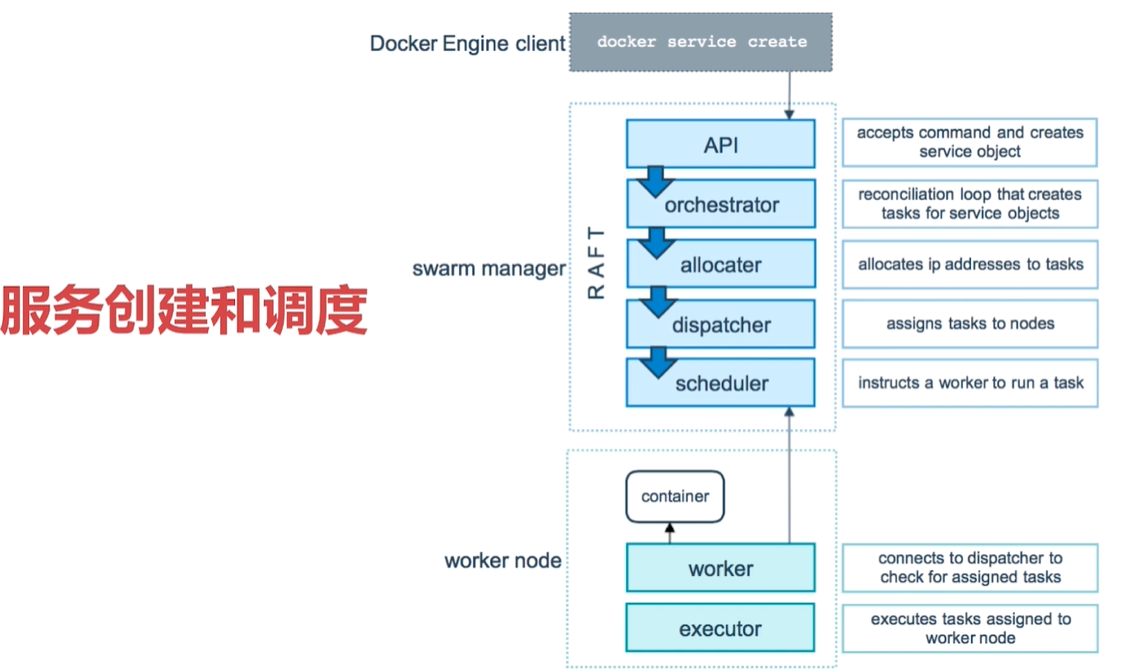 Docker Engine client
docker service create
API
accepts command and creates
service object
orchestrator
reconciliation loop that creates
tasks for service objects
RAFT
swarm manager
allocater
allocates ip addresses to tasks
服务创建和调度
dispatcher
assigns tasks to nodes
scheduler
instructs a worker to run a task
container
worker node
worker
connects to dispatcher to
check for assigned tasks
executor
executes tasks assigned to
worker node